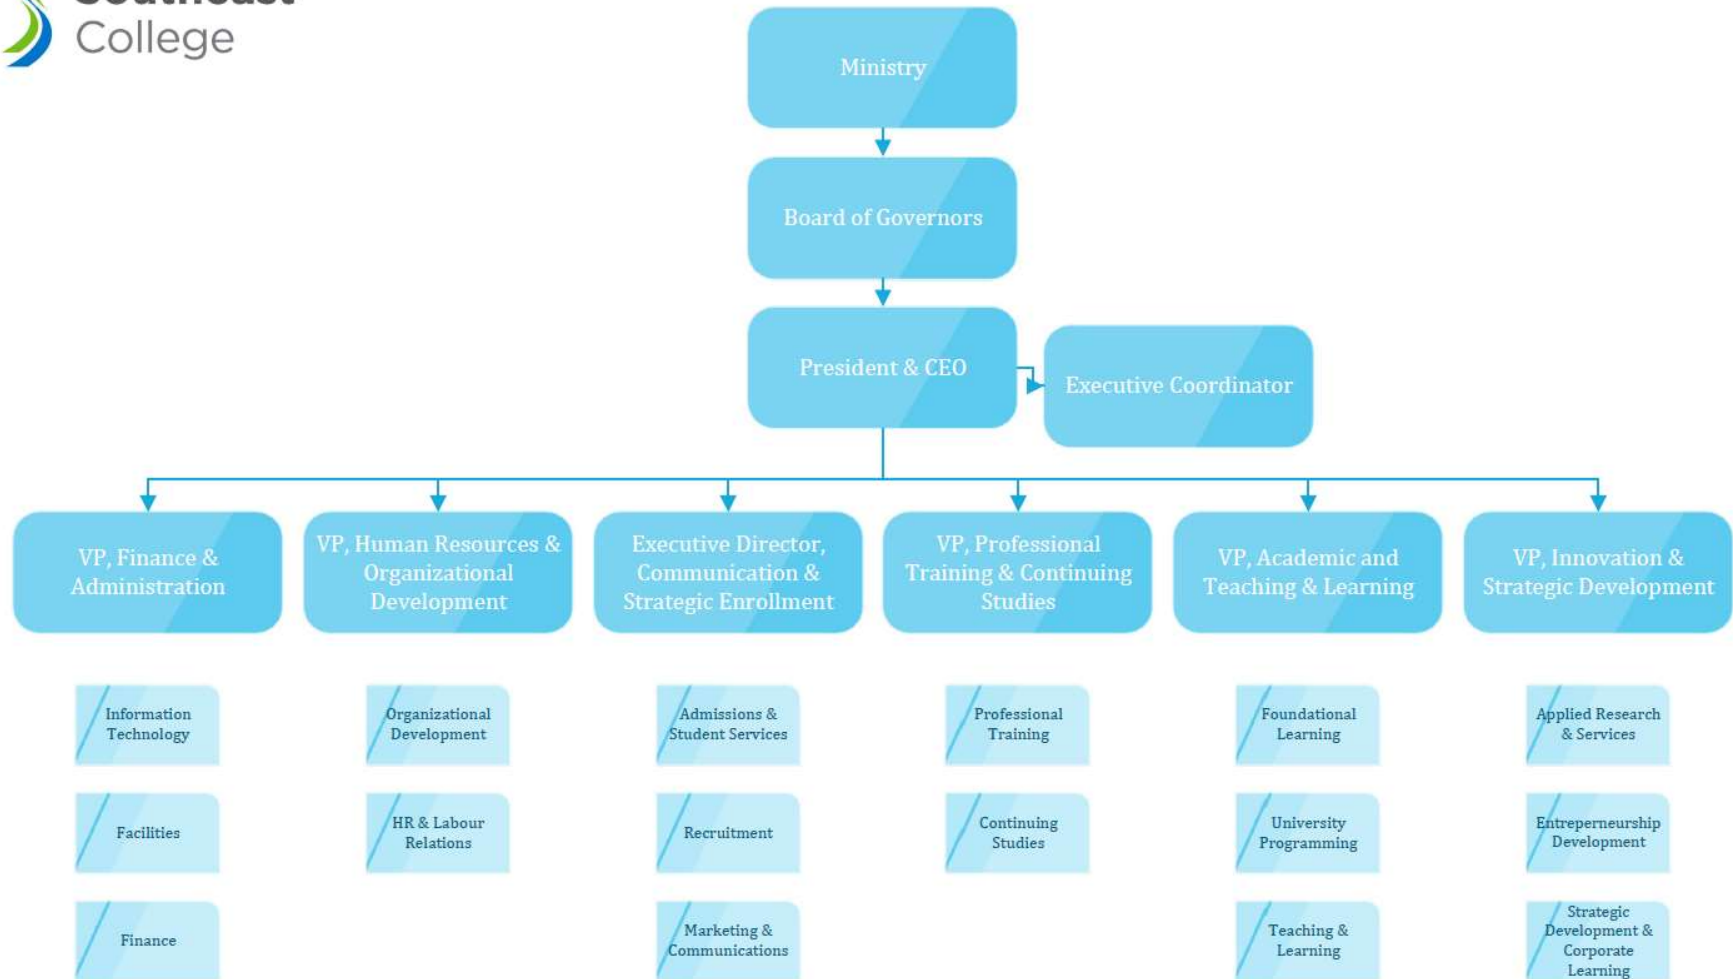 Southeast
College
Ministry
Board of Governors
President & CEO
Executive Coordinator
VP, Finance &
Administration
VP, Human Resources &
Organizational
Development
Executive Director,
Communication &
Strategic Enrollment
VP, Professional
Training & Continuing
Studies
VP, Academic and
Teaching & Learning
VP, Innovation &
Strategic Development
Information
Technology
Organizational
Development
Admissions &
Student Services
Professional
Training
Foundational
Learning
Applied Research
& Services
Facilities
HR & Labour
Relations
Recruitment
Continuing
Studies
University
Programming
Entreperneurship
Development
Finance
Marketing &
Communications
Teaching &
Learning
Strategic
Development &
Corporate
Learning